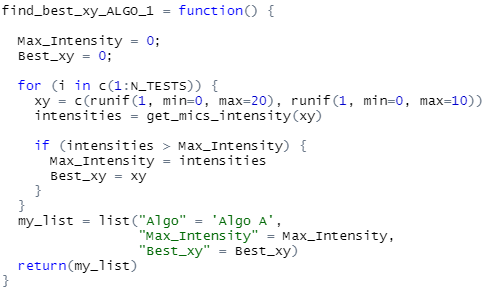 find_best_xy_ALGO_1 = function() {
Max_Intensity = 0;
Best_xy = 0;
for (i in c(1:N_TESTS)) {
xy = c(runif(1, min=0, max=20), runif(1, min=0, max=10))
intensities = get_mics_intensity(xy)
if (intensities > Max_Intensity) {
Max_Intensity = intensities
Best_xy = xy
}
}
my_list = list("Algo" = 'Algo A',
"Max_Intensity" = Max_Intensity,
"Best_xy" = Best_xy)
return(my_list)
}